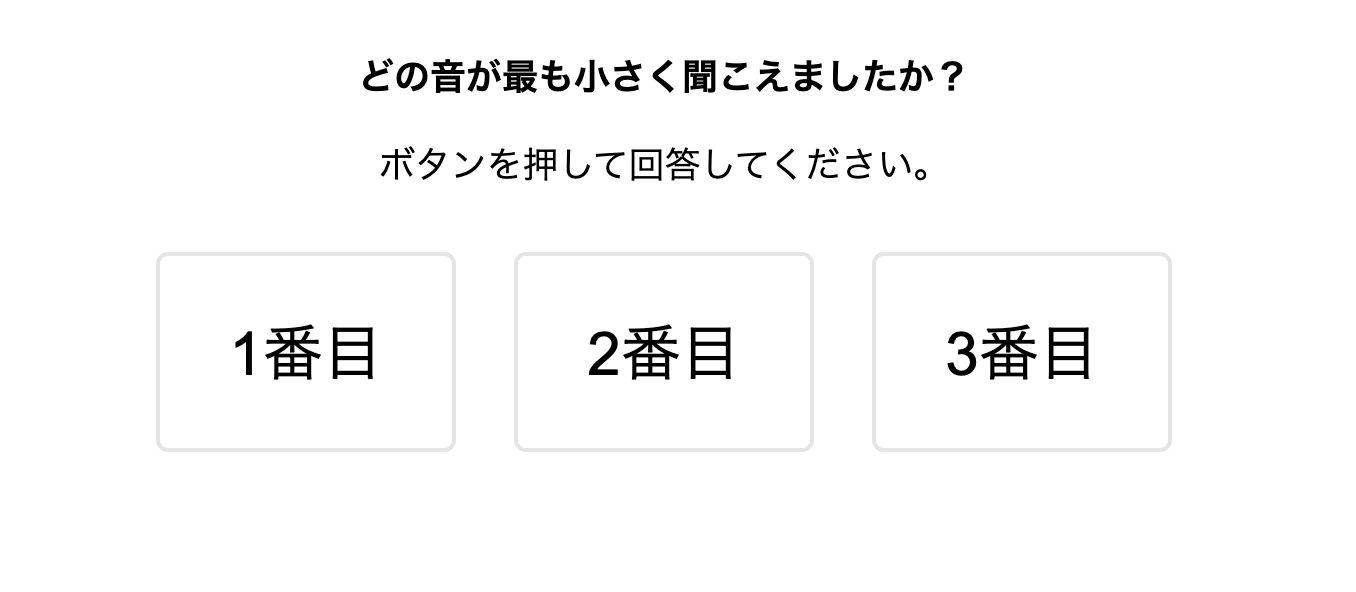 どの音が最も小さく聞こえましたか？
ボタンを押して回答してください。
1番目
2番目
3番目